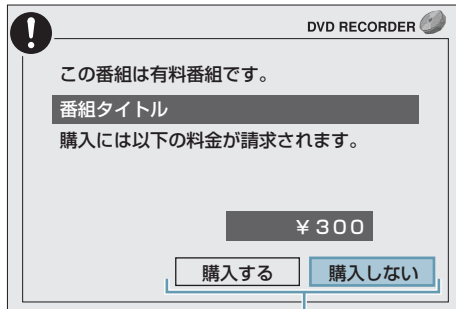 DVD RECORDER
この番組は有料番組です。
番組タイトル
購入には以下の料金が請求されます。
￥３００
購入する 購入しない